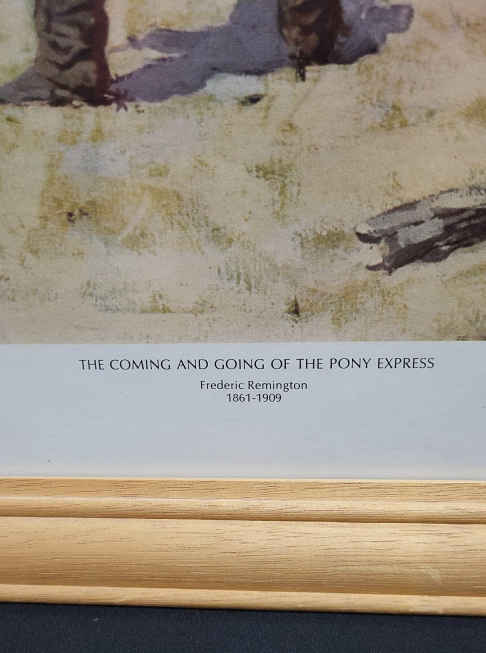 THE COMING AND GOING OF THE PONY EXPRESS
Frederic Remington
1861-1909